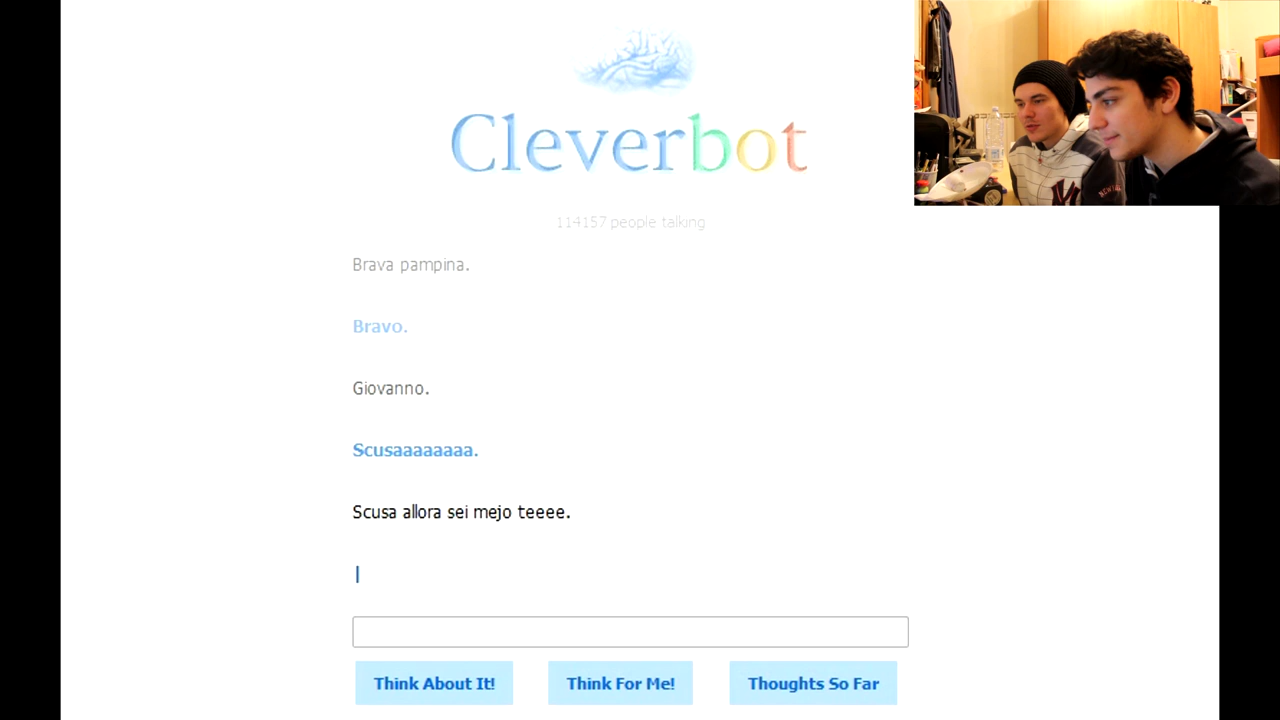 Cleverbot
114157 people talking
Brava pampina.
Bravo.
Giovanno.
Scusaaaaaaaa.
Scusa allora sei mejo teeee.
Think About It!
Think For Me!
Thoughts So Far